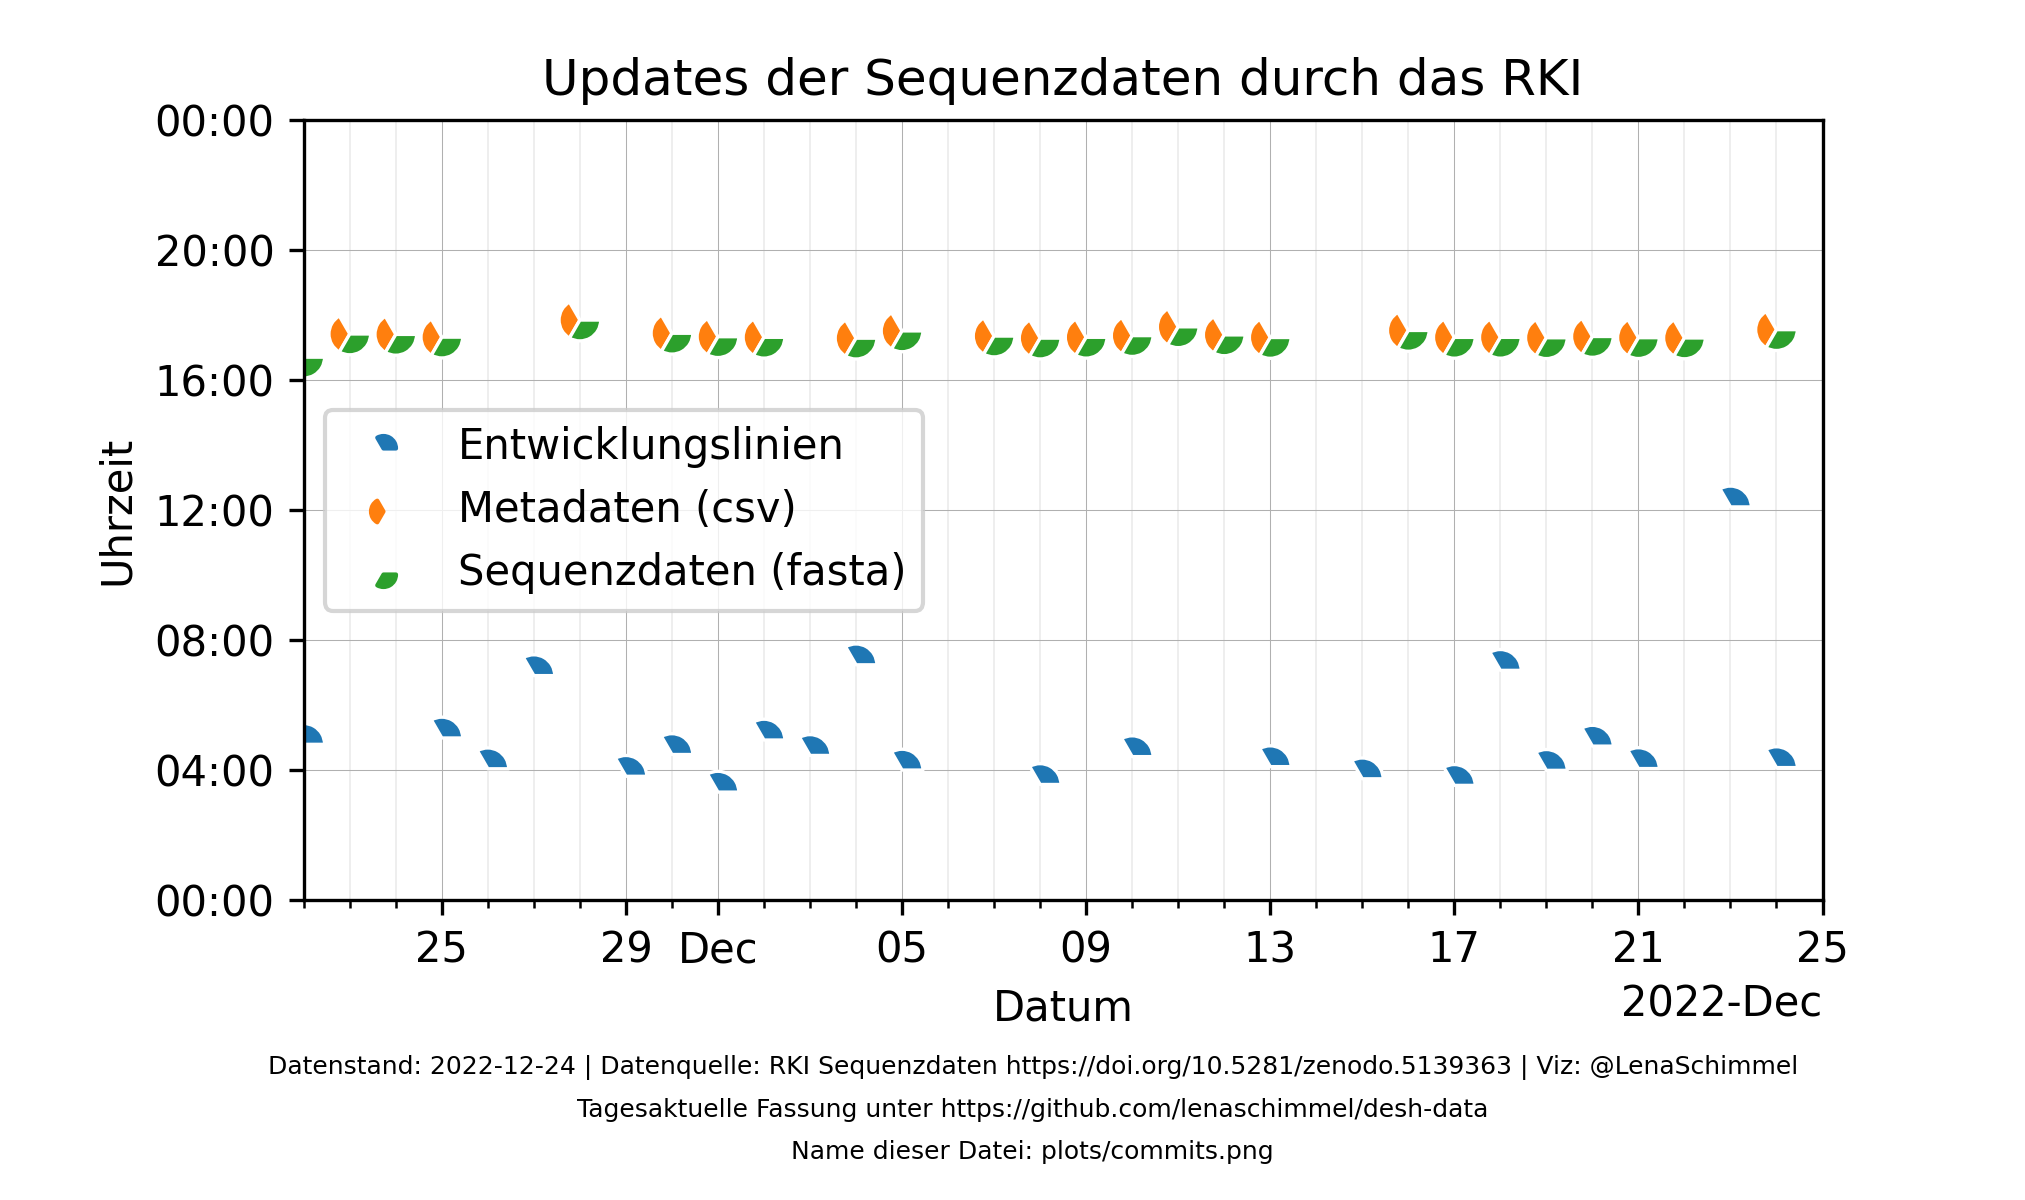 Updates der Sequenzdaten durch das RKI
00:00
20:00
16:00
12:00
08:00
04:00
00:00
Uhrzeit
Entwicklungslinien
Metadaten (csv)
Sequenzdaten (fasta)
25 29 Dec 05 09 13 17 21 25
Datum
2022-Dec
Datenstand: 2022-12-24 | Datenquelle: RKI Sequenzdaten https://doi.org/10.5281/zenodo.5139363 | Viz: @LenaSchimmel
Tagesaktuelle Fassung unter https://github.com/lenaschimmel/desh-data
Name dieser Datei: plots/commits.png